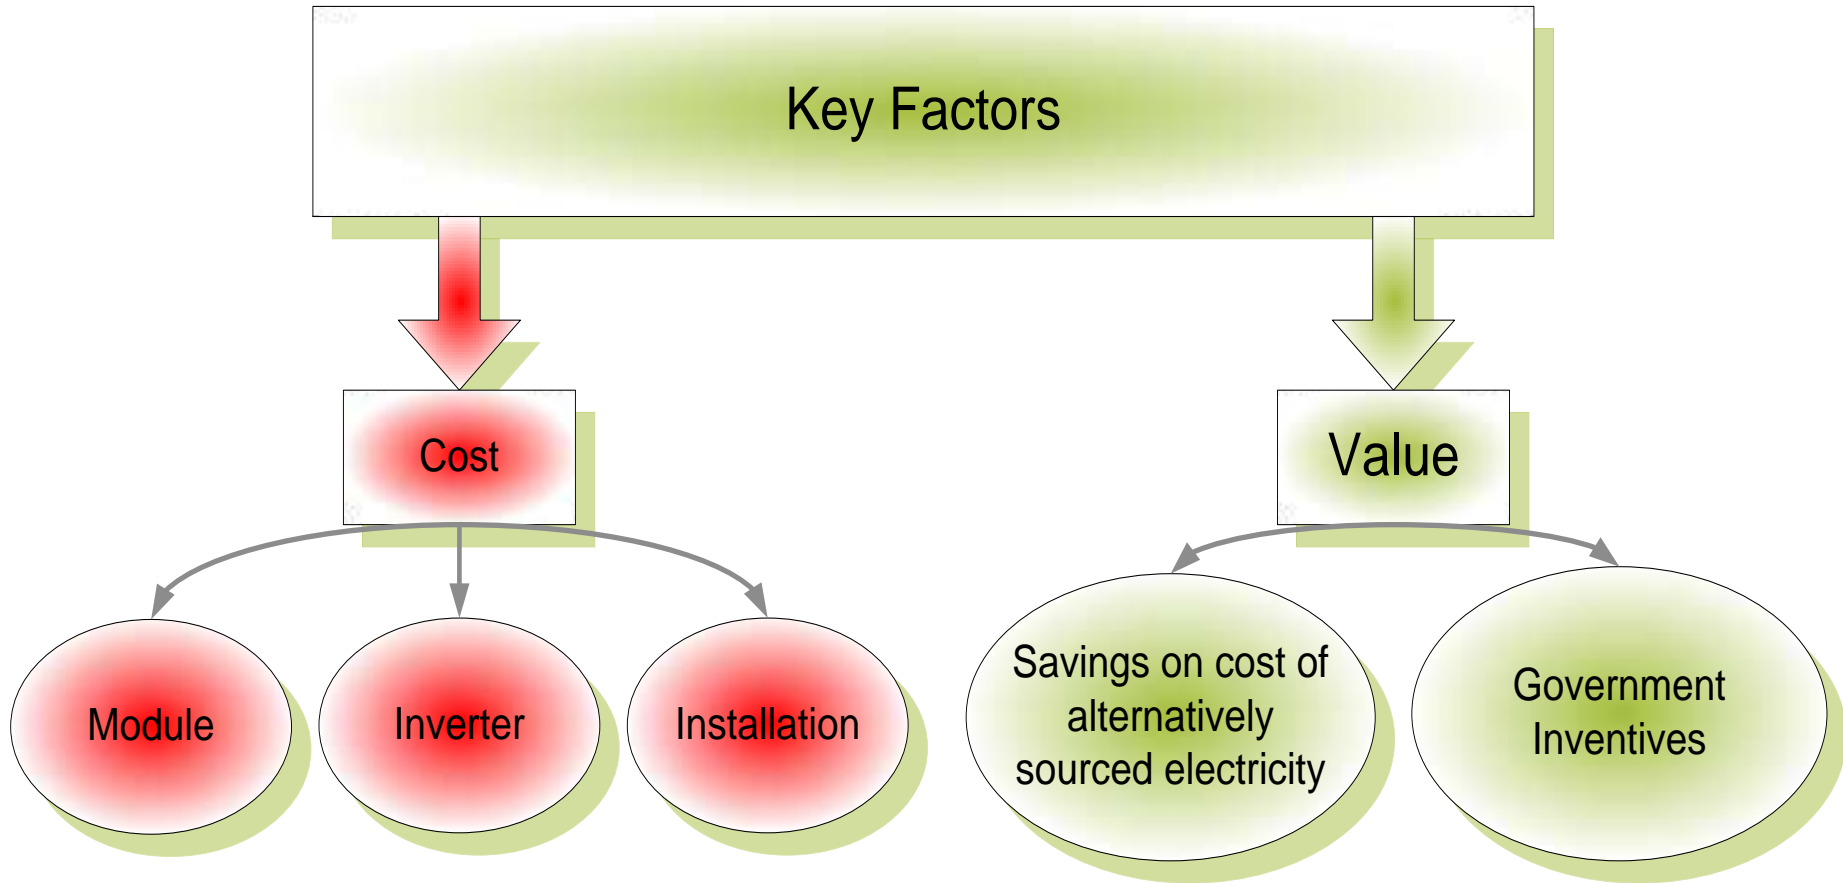 Key Factors
Cost
Value
Module
Inverter
Installation
Savings on cost of
alternatively
sourced electricity
Government
Inventives